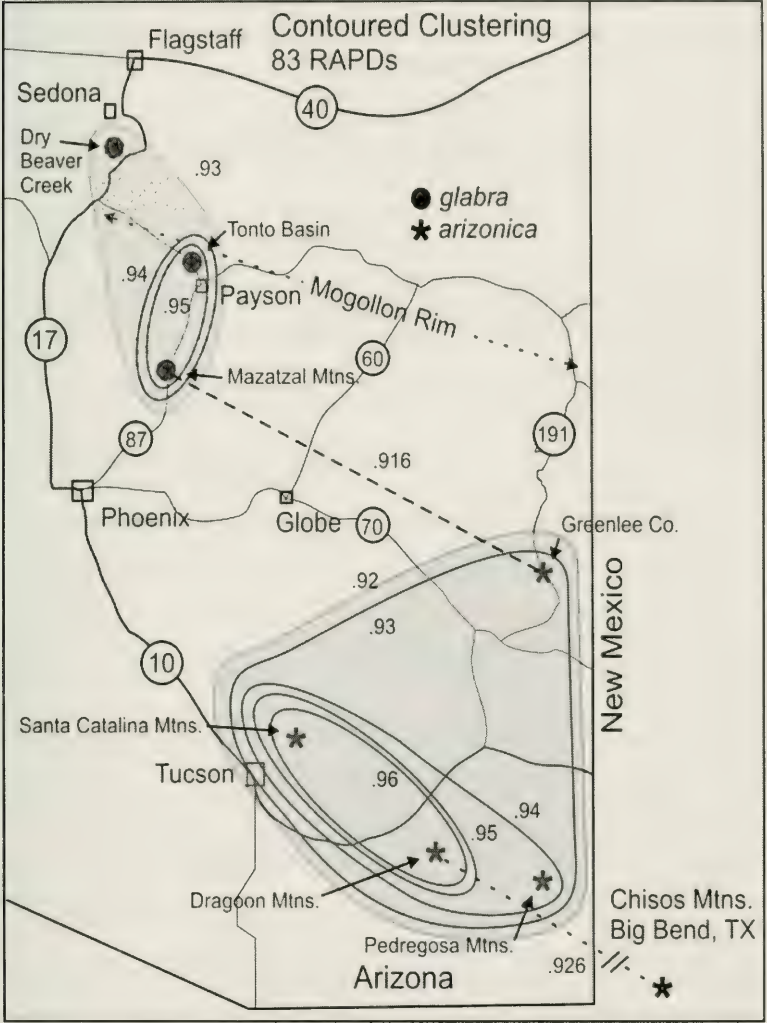 Contoured Clustering
83 RAPDs
Flagstaff
Sedona
40
Dry
Beaver
Creek
.93
glabra
arizonica
Tonto Basin
.94
.95
Payson
Mogollon Rim
17
60
Mazatzal Mtns.
87
191
.916
Phoenix
Globe
70
Greenlee Co.
.92
.93
New Mexico
10
Santa Catalina Mtns.
Tucson
.96
.94
.95
Dragoon Mtns.
Chisos Mtns.
Big Bend, TX
Pedregosa Mtns.
.926
Arizona